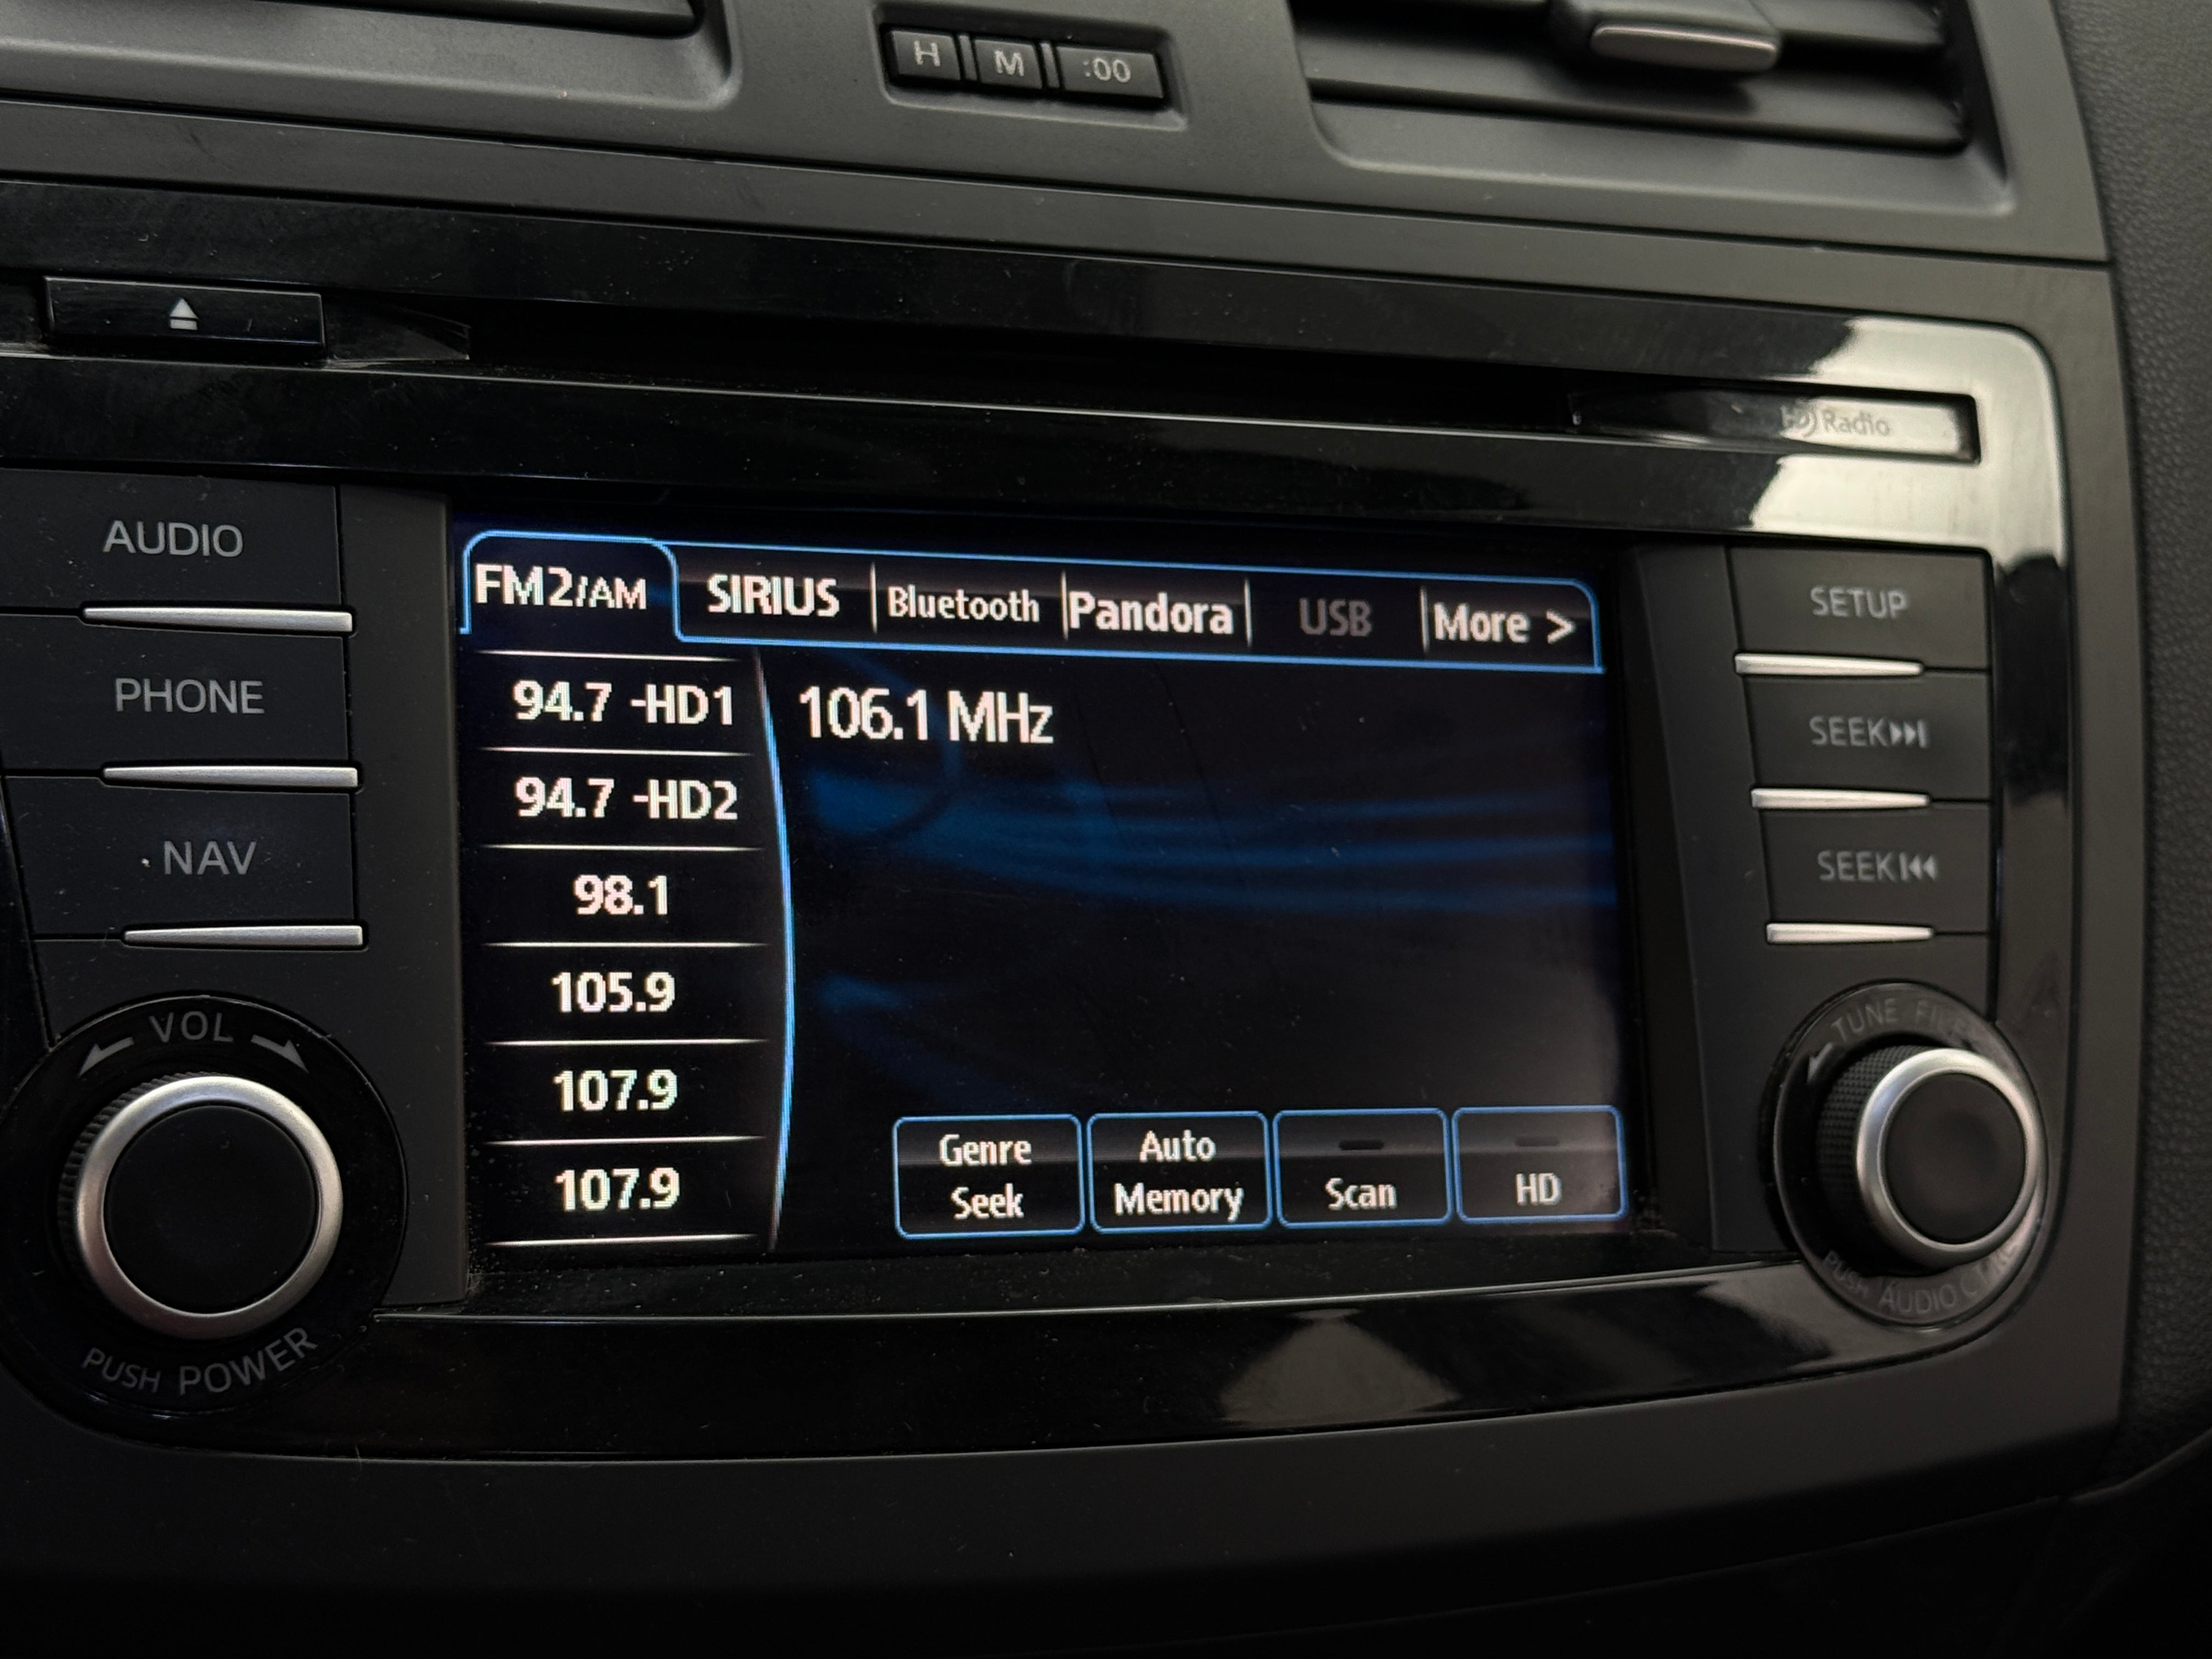 H M :00
HD Radio
AUDIO
PHONE
NAV
VOL
PUSH POWER
FM2/AM SIRIUS Bluetooth Pandora USB More >
94.7 -HD1
94.7 -HD2
98.1
105.9
107.9
107.9
106.1 MHz
Genre
Seek
Auto
Memory
Scan
HD
SETUP
SEEK
SEEK
TUNE FILE
PUSH AUDIO